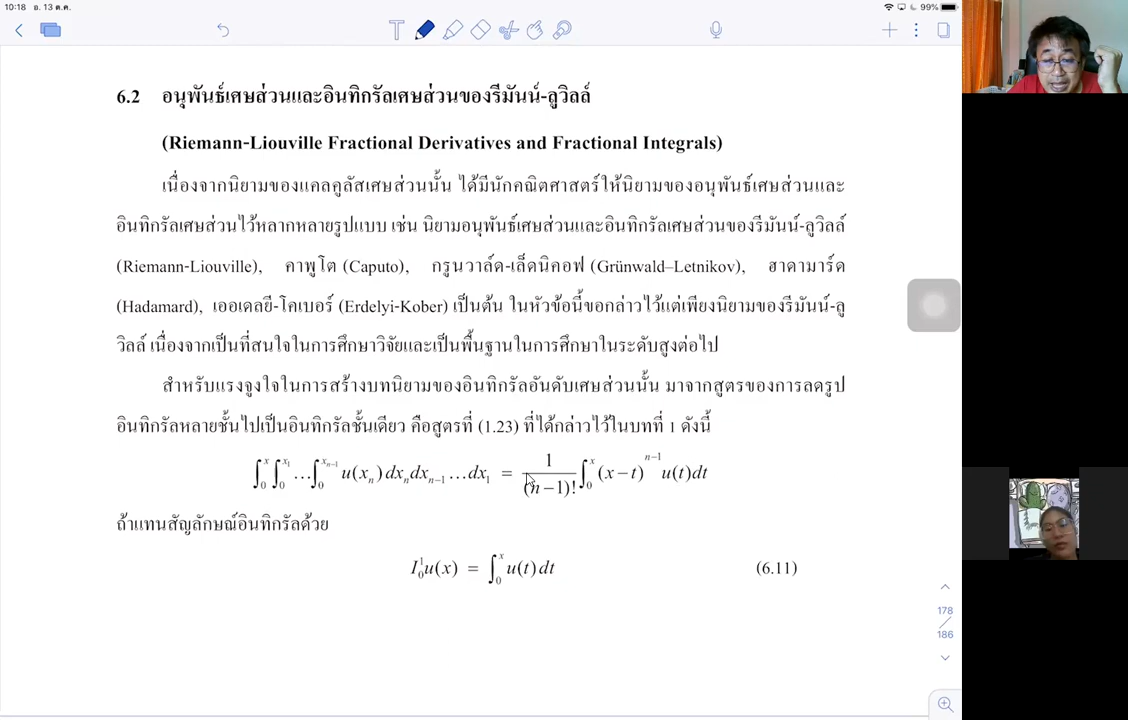 10:18 อ. 13 ต.ค.
99%
6.2 อนุพันธ์เศษส่วนและอินทิกรัลเศษส่วนของรีมันน์-ลูวิลล์
(Riemann-Liouville Fractional Derivatives and Fractional Integrals)
เนื่องจากนิยามของแคลคูลัสเศษส่วนนั้น ได้มีนักคณิตศาสตร์ให้นิยามของอนุพันธ์เศษส่วนและ
อินทิกรัลเศษส่วนไว้หลากหลายรูปแบบ เช่น นิยามอนุพันธ์เศษส่วนและอินทิกรัลเศษส่วนของรีมันน์-ลูวิลล์
(Riemann-Liouville), คาพูโต (Caputo), กรูนวาล์ด-เล็ตนิคอฟ (Grünwald–Letnikov), ฮาดามาร์ด
(Hadamard), เออเดลยี-โคเบอร์ (Erdelyi-Kober) เป็นต้น ในหัวข้อนี้ขอกล่าวไว้แต่เพียงนิยามของรีมันน์-ลู
วิลล์ เนื่องจากเป็นที่สนใจในการศึกษาวิจัยและเป็นพื้นฐานในการศึกษาในระดับสูงต่อไป
สำหรับแรงจูงใจในการสร้างบทนิยามของอินทิกรัลอันดับเศษส่วนนั้น มาจากสูตรของการลดรูป
อินทิกรัลหลายชั้นไปเป็นอินทิกรัลชั้นเดียว คือสูตรที่ (1.23) ที่ได้กล่าวไว้ในบทที่ 1 ดังนี้
∫₀ˣ ∫₀^{x₁} … ∫₀^{x_{n−1}} u(xₙ) dxₙ dxₙ₋₁ … dx₁ = 1/(n−1)! ∫₀ˣ (x−t)^{n−1} u(t) dt
ถ้าแทนสัญลักษณ์อินทิกรัลด้วย
I₀¹u(x) = ∫₀ˣ u(t) dt (6.11)
178
186